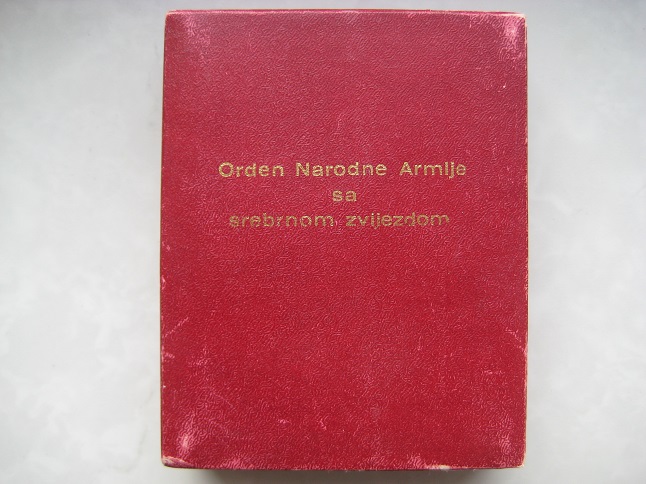 Orden Narodne Armije
sa
srebrnom zvijezdom